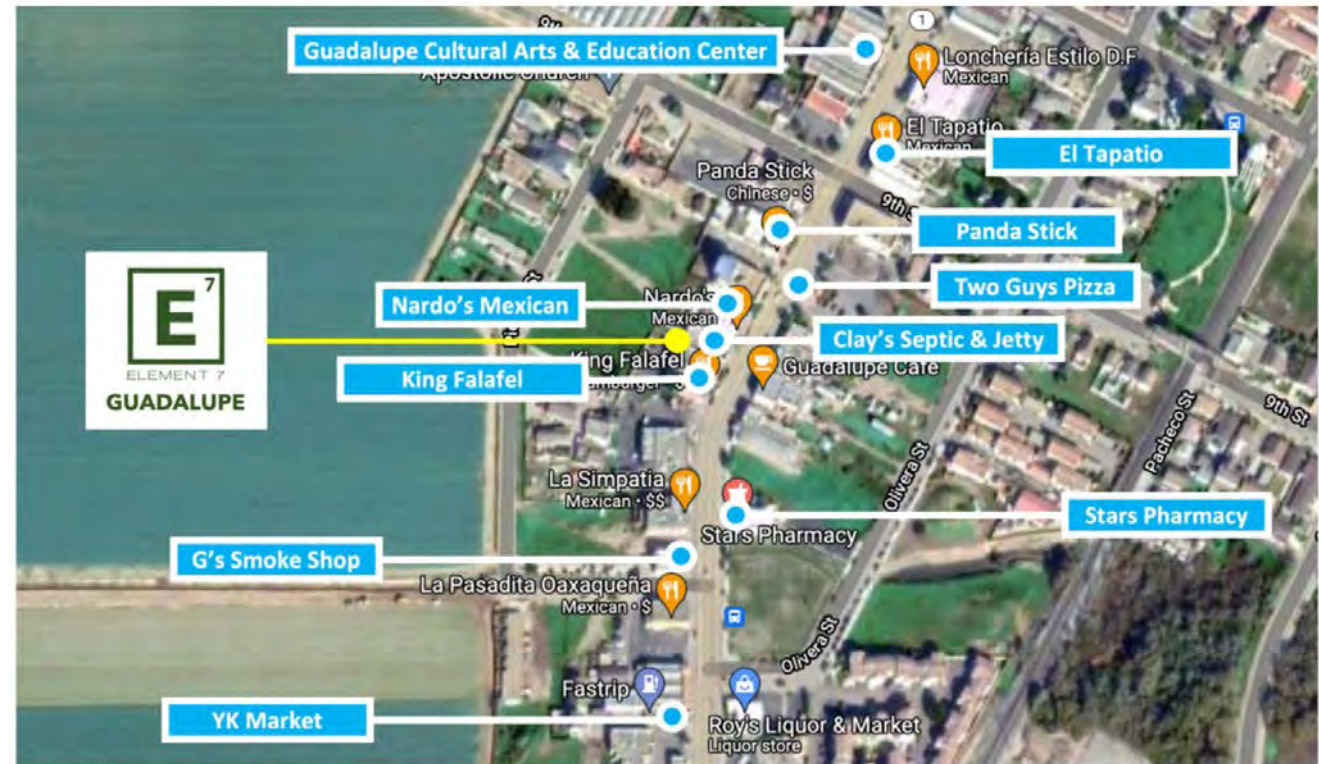 9th
1
Guadalupe Cultural Arts & Education Center
Apostolic Church
Lonchería Estilo D.F
Mexican
El Tapatio
Mexican
El Tapatio
Panda Stick
Chinese • $
9th S
Panda Stick
E 7
ELEMENT 7
GUADALUPE
Nardo's Mexican
Nardo's
Mexican
Two Guys Pizza
Clay's Septic & Jetty
King Falafel
King Falafel
Guadalupe Cafe
9th St
Pacheco St
Olivera St
La Simpatia
Mexican • $$
Stars Pharmacy
Stars Pharmacy
G's Smoke Shop
La Pasadita Oaxaqueña
Mexican • $
Olivera St
Fastrip
YK Market
Roy's Liquor & Market
Liquor store